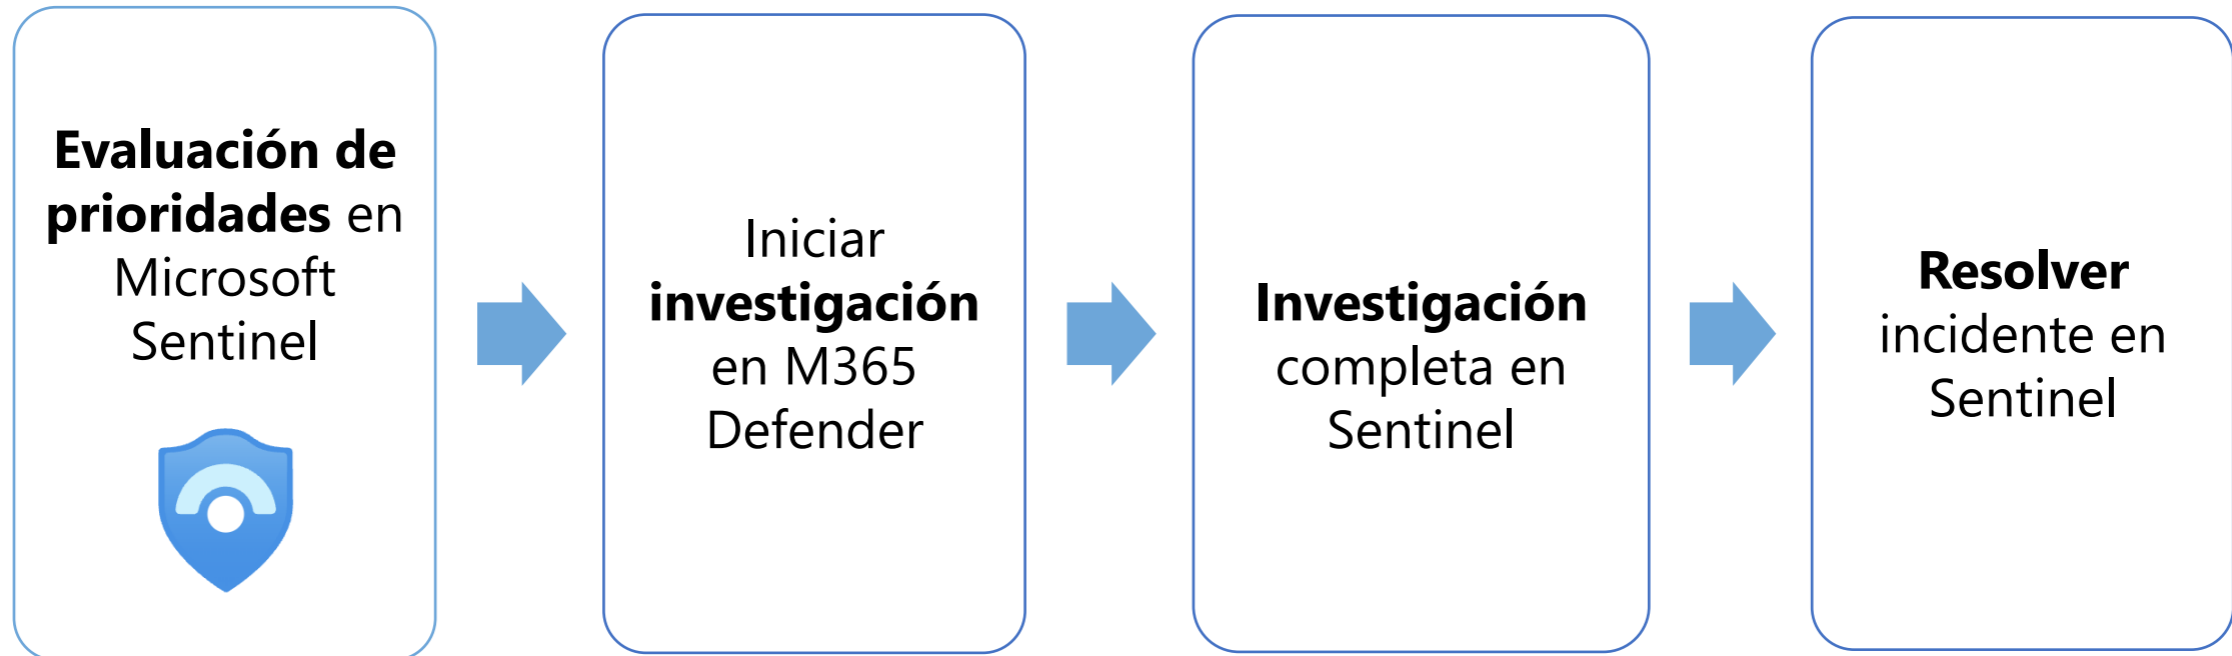 Evaluación de
prioridades en
Microsoft
Sentinel
Iniciar
investigación
en M365
Defender
Investigación
completa en
Sentinel
Resolver
incidente en
Sentinel